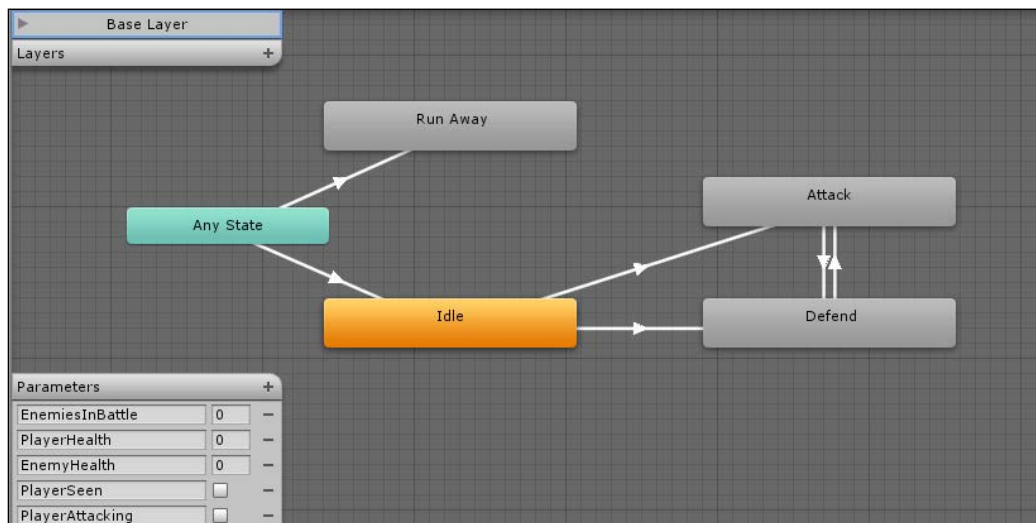 Base Layer
Layers
Run Away
Attack
Any State
Idle
Defend
Parameters
EnemiesInBattle 0
PlayerHealth 0
EnemyHealth 0
PlayerSeen
PlayerAttacking